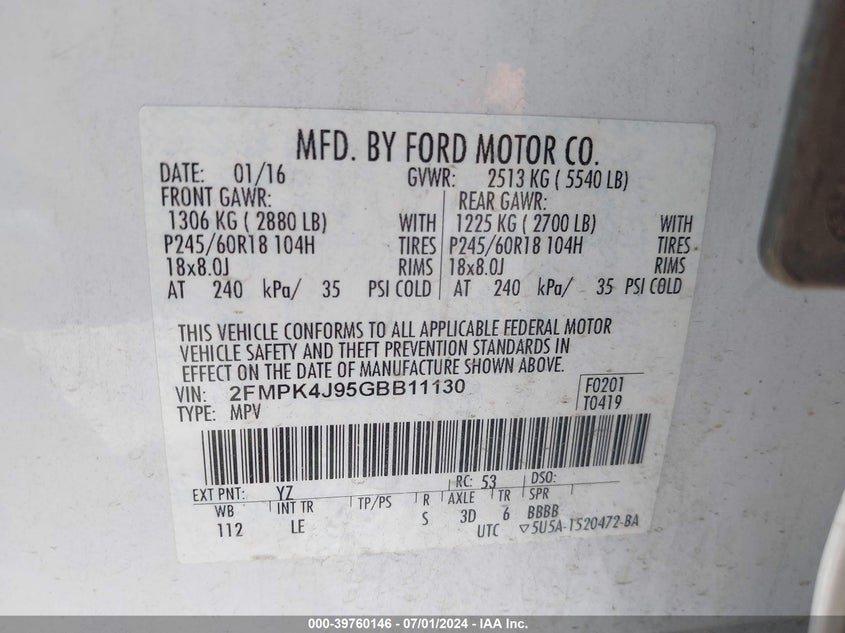 MFD. BY FORD MOTOR CO.
DATE: 01/16 GVWR: 2513 KG ( 5540 LB)
FRONT GAWR: REAR GAWR:
1306 KG ( 2880 LB) WITH 1225 KG ( 2700 LB) WITH
P245/60R18 104H TIRES P245/60R18 104H TIRES
18x8.0J RIMS 18x8.0J RIMS
AT 240 kPa/ 35 PSI COLD AT 240 kPa/ 35 PSI COLD
THIS VEHICLE CONFORMS TO ALL APPLICABLE FEDERAL MOTOR
VEHICLE SAFETY AND THEFT PREVENTION STANDARDS IN
EFFECT ON THE DATE OF MANUFACTURE SHOWN ABOVE.
VIN: 2FMPK4J95GBB11130 F0201
TYPE: MPV T0419
EXT PNT: YZ RC: 53 DSO:
WB INT TR TP/PS R AXLE TR SPR
112 LE S 3D 6 BBBB
UTC ▽5U5A-1520472-BA
000-39760146 - 07/01/2024 - IAA Inc.